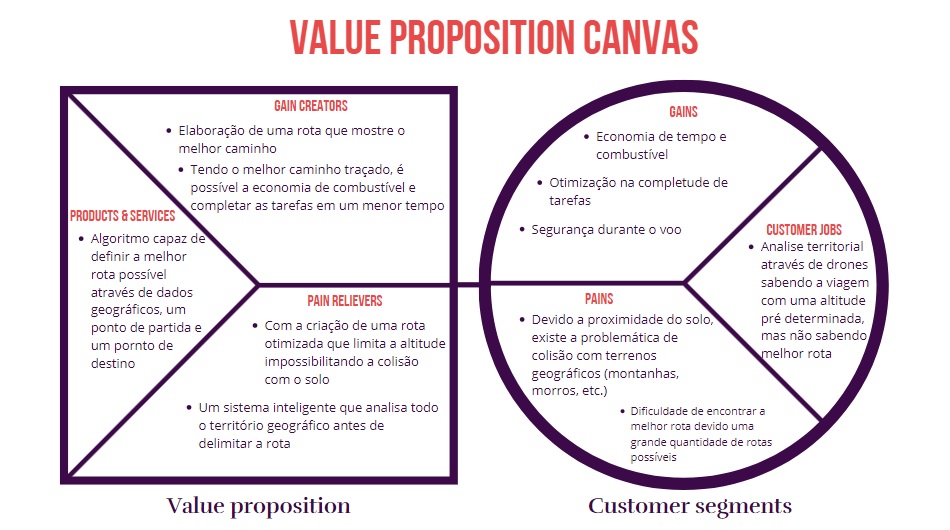 VALUE PROPOSITION CANVAS
GAIN CREATORS
Elaboração de uma rota que mostre o
melhor caminho
Tendo o melhor caminho traçado, é
possível a economia de combustível e
completar as tarefas em um menor tempo
PRODUCTS & SERVICES
Algoritmo capaz de
definir a melhor
rota possível
através de dados
geográficos, um
ponto de partida e
um pornto de
destino
PAIN RELIEVERS
Com a criação de uma rota
otimizada que limita a altitude
impossibilitando a colisão
com o solo
Um sistema inteligente que analisa todo
o território geográfico antes de
delimitar a rota
Value proposition
GAINS
Economia de tempo e
combustível
Otimização na completude de
tarefas
Segurança durante o voo
CUSTOMER JOBS
Analise territorial
através de drones
sabendo a viagem
com uma altitude
pré determinada,
mas não sabendo
melhor rota
PAINS
Devido a proximidade do solo,
existe a problemática de
colisão com terrenos
geográficos (montanhas,
morros, etc.)
Dificuldade de encontrar a
melhor rota devido uma
grande quantidade de rotas
possíveis
Customer segments